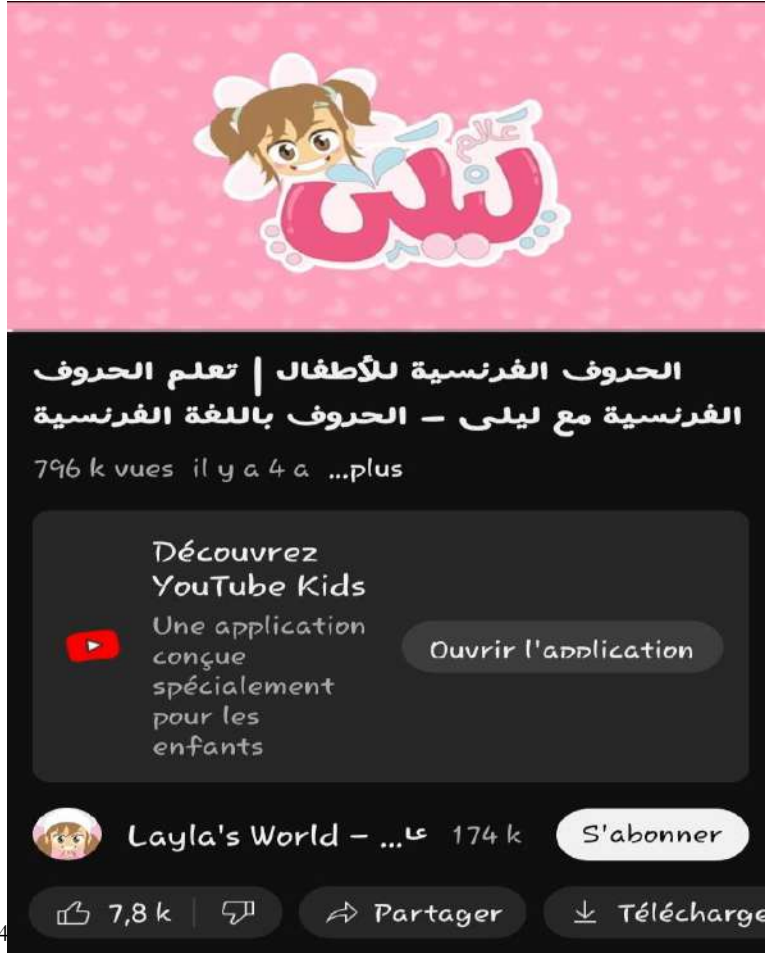 عالم
ليلى
الحروف الفرنسية للأطفال | تعلم الحروف
الفرنسية مع ليلى – الحروف باللغة الفرنسية
796 k vues il y a 4 a ...plus
Découvrez
YouTube Kids
Une application
conçue
spécialement
pour les
enfants
Ouvrir l'application
Layla's World – ...عا 174 k S'abonner
7,8 k Partager Télécharge
4